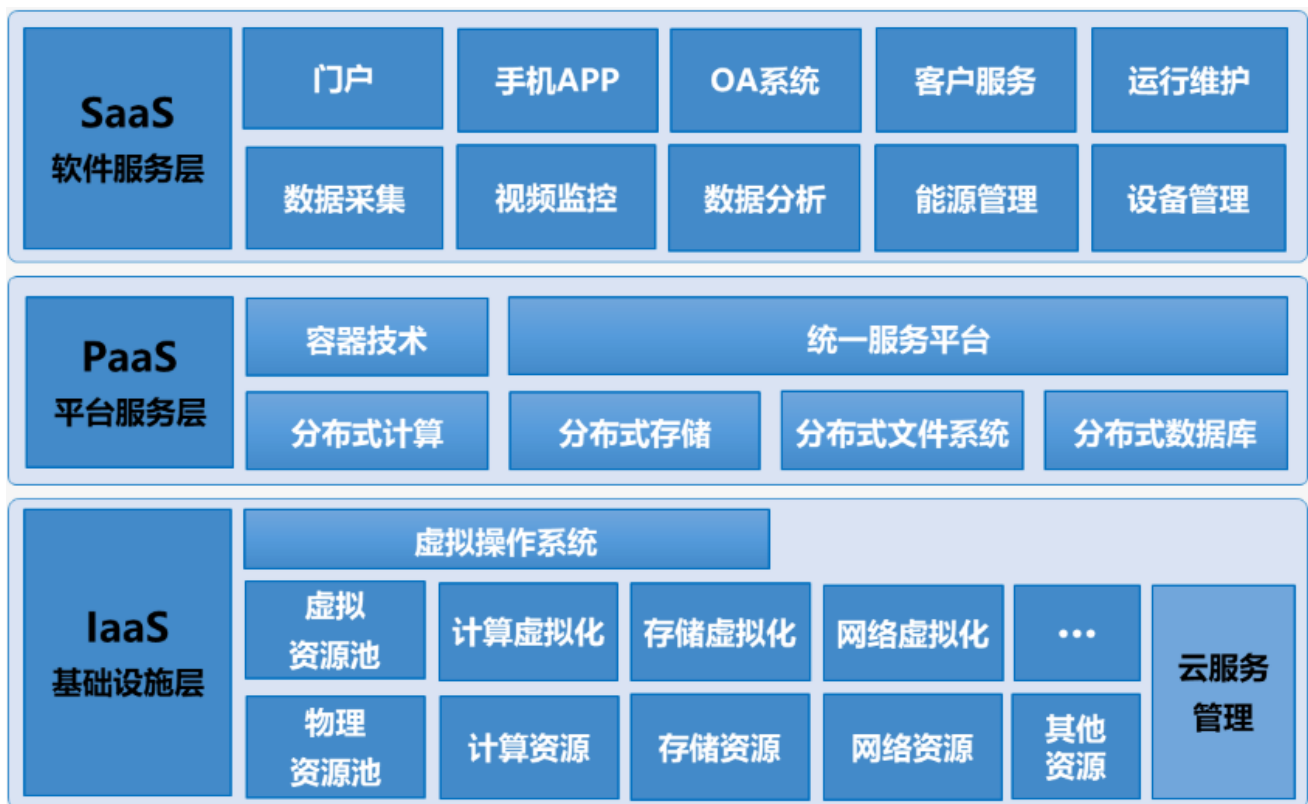 SaaS
软件服务层
门户
手机APP
OA系统
客户服务
运行维护
数据采集
视频监控
数据分析
能源管理
设备管理
PaaS
平台服务层
容器技术
统一服务平台
分布式计算
分布式存储
分布式文件系统
分布式数据库
IaaS
基础设施层
虚拟操作系统
虚拟
资源池
计算虚拟化
存储虚拟化
网络虚拟化
...
物理
资源池
计算资源
存储资源
网络资源
其他
资源
云服务
管理